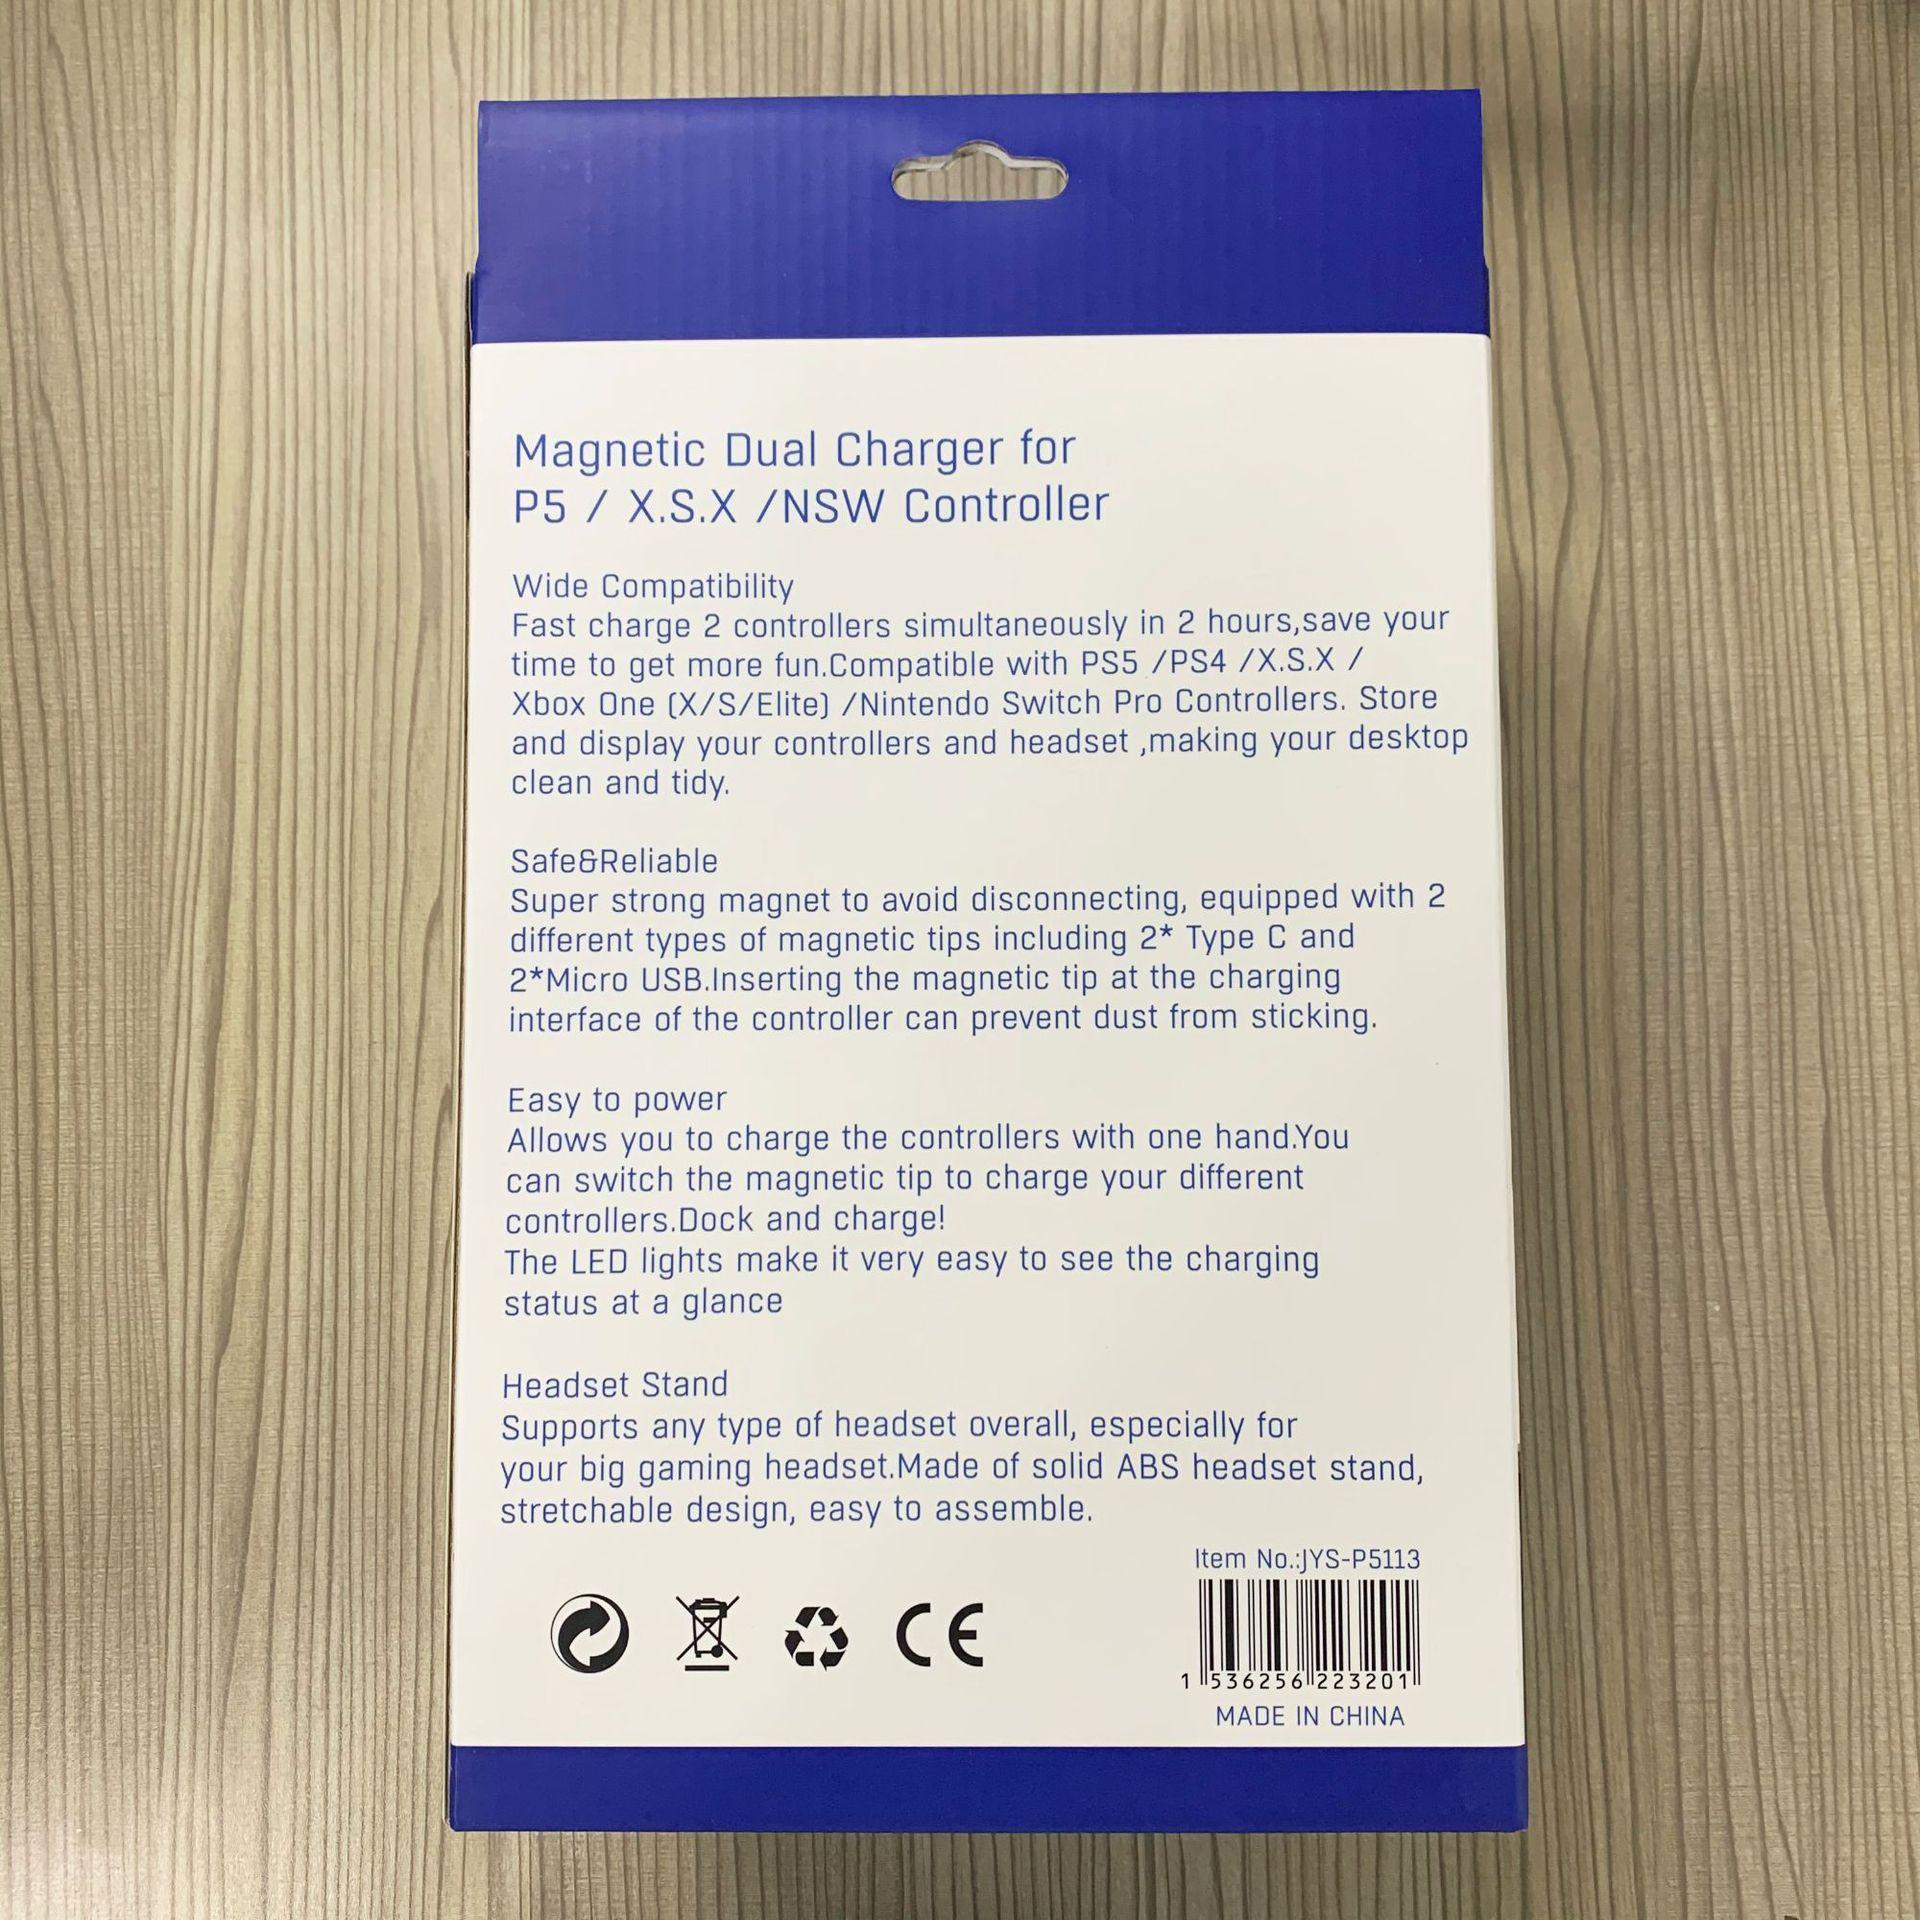 Magnetic Dual Charger for
P5 / X.S.X /NSW Controller
Wide Compatibility
Fast charge 2 controllers simultaneously in 2 hours,save your
time to get more fun.Compatible with PS5 /PS4 /X.S.X /
Xbox One (X/S/Elite) /Nintendo Switch Pro Controllers. Store
and display your controllers and headset ,making your desktop
clean and tidy.
Safe&Reliable
Super strong magnet to avoid disconnecting, equipped with 2
different types of magnetic tips including 2* Type C and
2*Micro USB.Inserting the magnetic tip at the charging
interface of the controller can prevent dust from sticking.
Easy to power
Allows you to charge the controllers with one hand.You
can switch the magnetic tip to charge your different
controllers.Dock and charge!
The LED lights make it very easy to see the charging
status at a glance
Headset Stand
Supports any type of headset overall, especially for
your big gaming headset.Made of solid ABS headset stand,
stretchable design, easy to assemble.
Item No.:JYS-P5113
CE
1 536256 223201
MADE IN CHINA